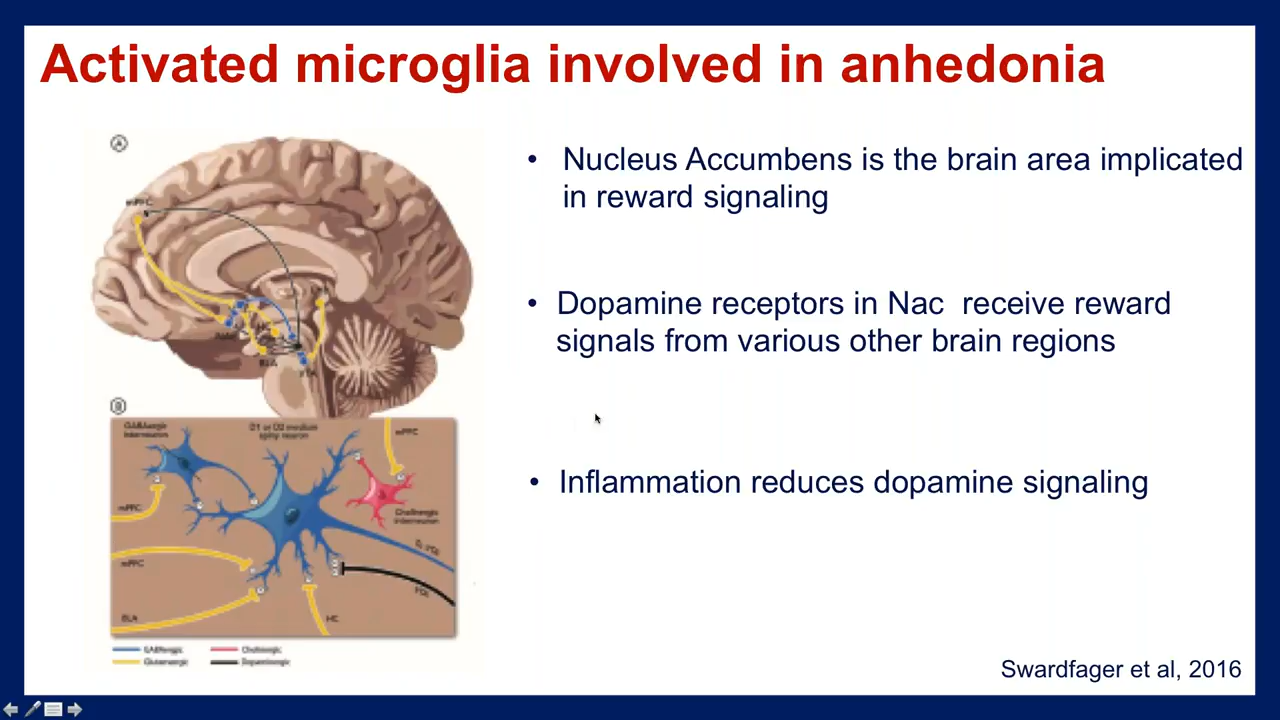 Activated microglia involved in anhedonia
A
mPFC
VTA
B
GABAergic
interneuron
D1 or D2 medium
spiny neuron
mPFC
mPFC
Cholinergic
interneuron
mPFC
BLA
HC
GABAergic
Cholinergic
Glutamatergic
Dopaminergic
• Nucleus Accumbens is the brain area implicated
in reward signaling
• Dopamine receptors in Nac receive reward
signals from various other brain regions
• Inflammation reduces dopamine signaling
Swardfager et al, 2016